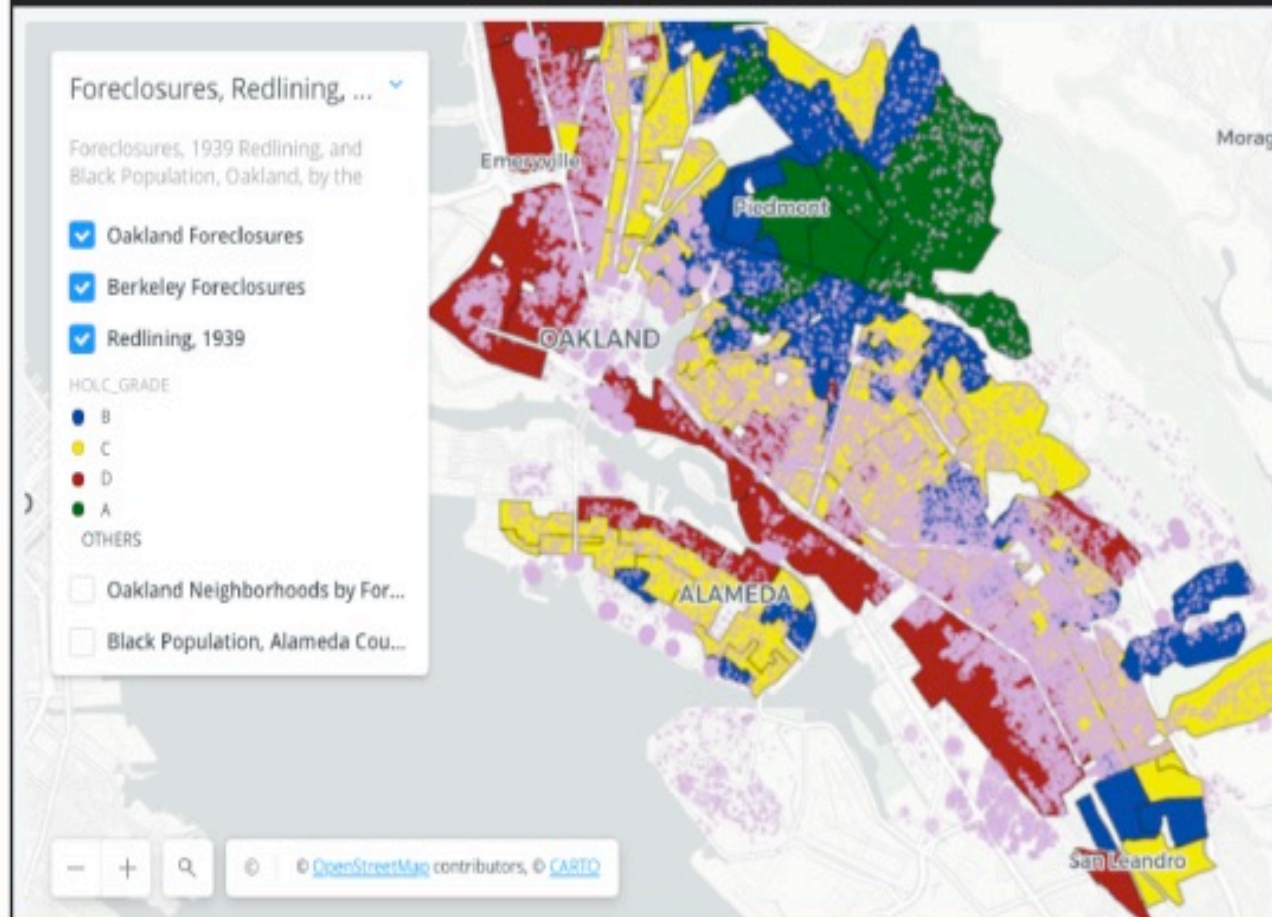 Foreclosures, Redlining, ...
Foreclosures, 1939 Redlining, and
Black Population, Oakland, by the
Oakland Foreclosures
Berkeley Foreclosures
Redlining, 1939
HOLC_GRADE
B
C
D
A
OTHERS
Oakland Neighborhoods by For...
Black Population, Alameda Cou...
Emeryville
Piedmont
Morag
OAKLAND
ALAMEDA
San Leandro
© © OpenStreetMap contributors, © CARTO